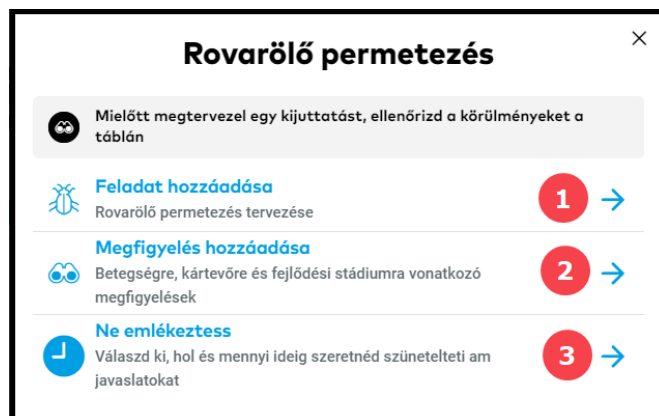 Rovarölő permetezés
Mielőtt megtervezel egy kijuttatást, ellenőrizd a körülményeket a
táblán
Feladat hozzáadása
Rovarölő permetezés tervezése
1
Megfigyelés hozzáadása
Betegségre, kártevőre és fejlődési stádiumra vonatkozó
megfigyelések
2
Ne emlékeztess
Válaszd ki, hol és mennyi ideig szeretnéd szünetelteti am
javaslatokat
3